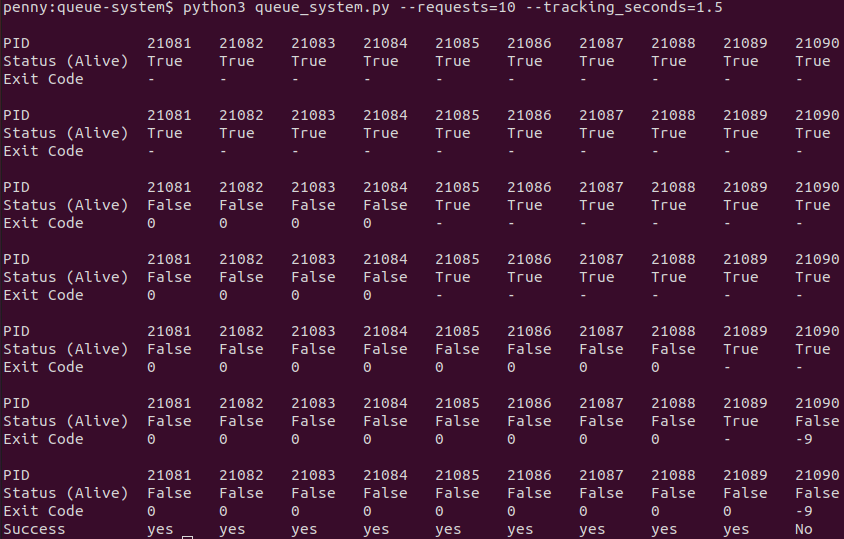 penny:queue-system$ python3 queue_system.py --requests=10 --tracking_seconds=1.5
PID 21081 21082 21083 21084 21085 21086 21087 21088 21089 21090
Status (Alive) True True True True True True True True True True
Exit Code - - - - - - - - - -
PID 21081 21082 21083 21084 21085 21086 21087 21088 21089 21090
Status (Alive) True True True True True True True True True True
Exit Code - - - - - - - - - -
PID 21081 21082 21083 21084 21085 21086 21087 21088 21089 21090
Status (Alive) False False False False True True True True True True
Exit Code 0 0 0 0 - - - - - -
PID 21081 21082 21083 21084 21085 21086 21087 21088 21089 21090
Status (Alive) False False False False True True True True True True
Exit Code 0 0 0 0 - - - - - -
PID 21081 21082 21083 21084 21085 21086 21087 21088 21089 21090
Status (Alive) False False False False False False False False True True
Exit Code 0 0 0 0 0 0 0 0 - -
PID 21081 21082 21083 21084 21085 21086 21087 21088 21089 21090
Status (Alive) False False False False False False False False True False
Exit Code 0 0 0 0 0 0 0 0 - -9
PID 21081 21082 21083 21084 21085 21086 21087 21088 21089 21090
Status (Alive) False False False False False False False False False False
Exit Code 0 0 0 0 0 0 0 0 0 -9
Success yes yes yes yes yes yes yes yes yes No